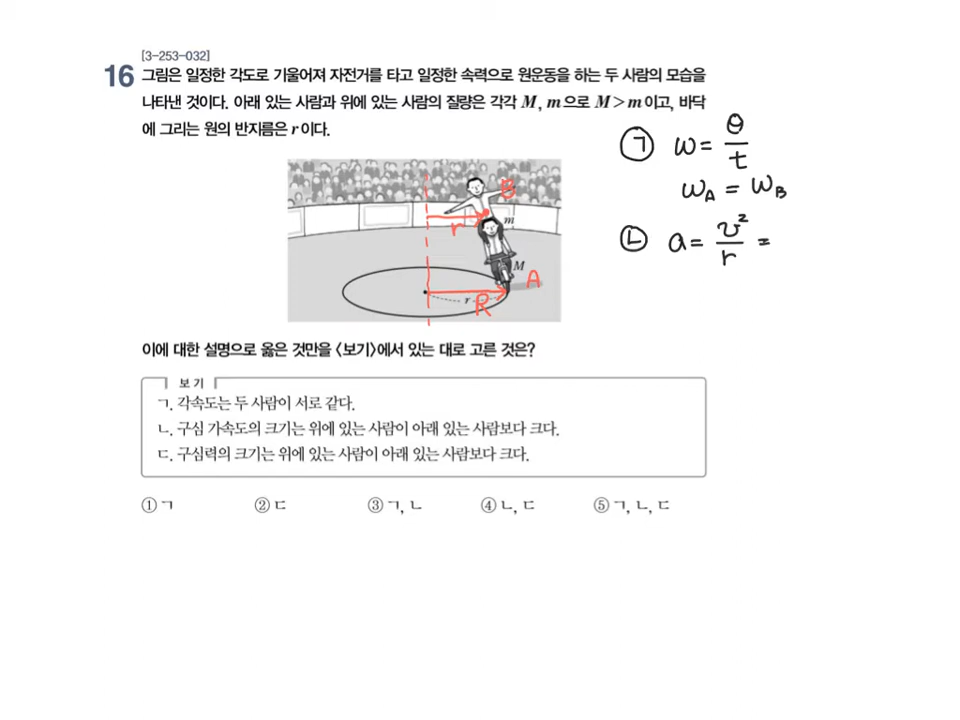 [3-253-032]
16 그림은 일정한 각도로 기울어져 자전거를 타고 일정한 속력으로 원운동을 하는 두 사람의 모습을
나타낸 것이다. 아래 있는 사람과 위에 있는 사람의 질량은 각각 M, m으로 M>m이고, 바닥
에 그리는 원의 반지름은 r이다.
ㄱ ω = θ/t
ω_A = ω_B
ㄴ a = v²/r =
B
r
m
M
A
r
R
이에 대한 설명으로 옳은 것만을 〈보기〉에서 있는 대로 고른 것은?
보기
ㄱ. 각속도는 두 사람이 서로 같다.
ㄴ. 구심 가속도의 크기는 위에 있는 사람이 아래 있는 사람보다 크다.
ㄷ. 구심력의 크기는 위에 있는 사람이 아래 있는 사람보다 크다.
① ㄱ ② ㄷ ③ ㄱ, ㄴ ④ ㄴ, ㄷ ⑤ ㄱ, ㄴ, ㄷ